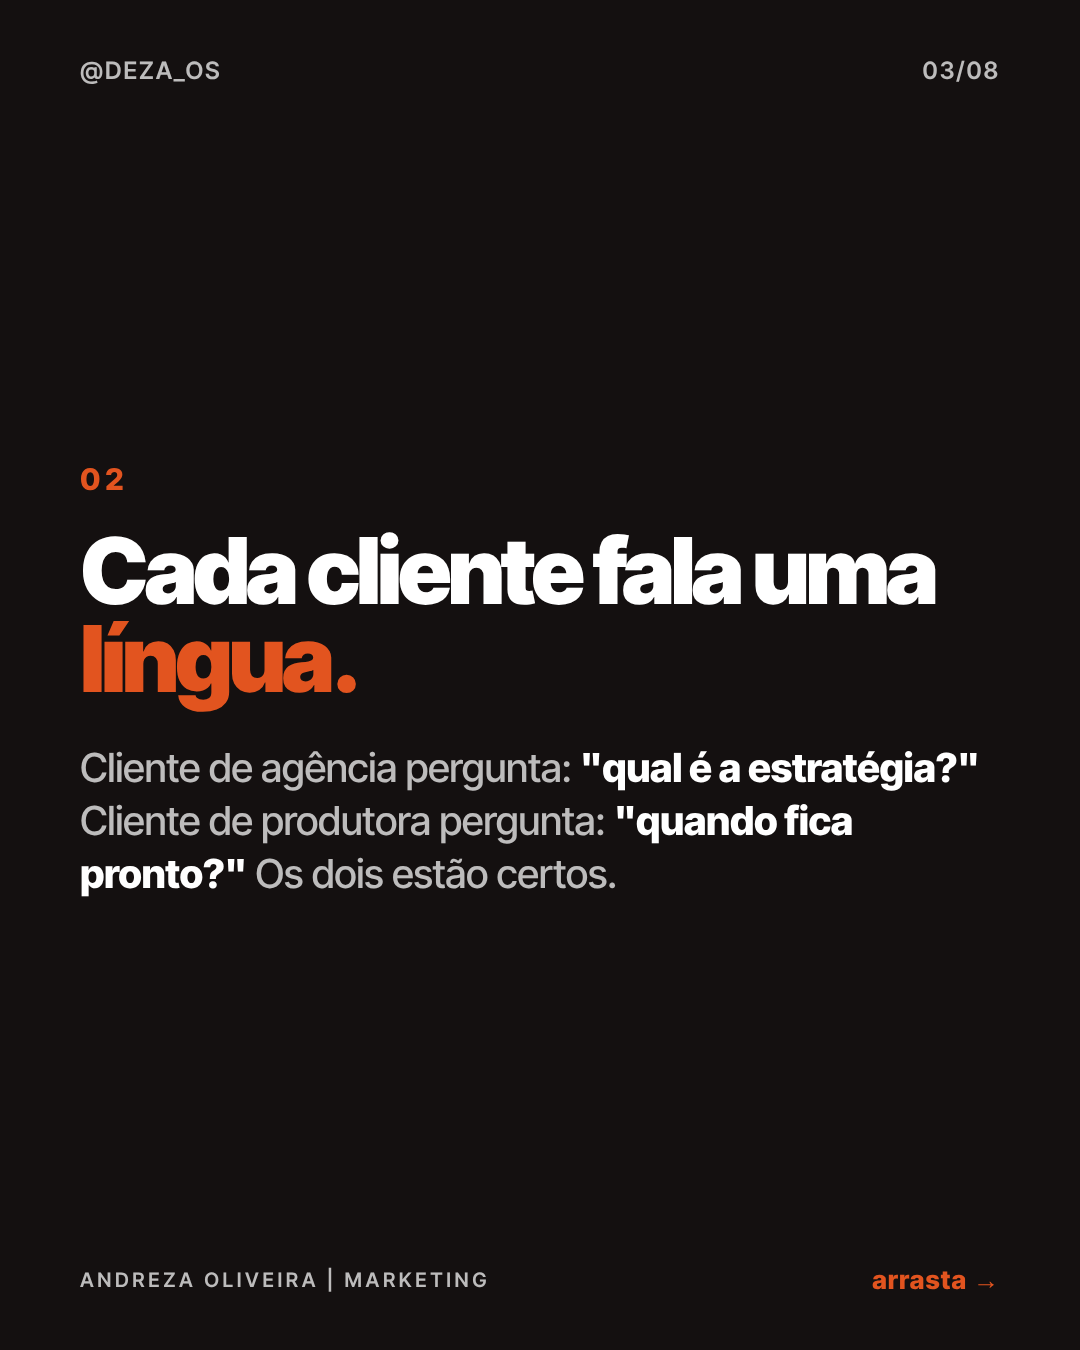 @DEZA_OS
03/08
02
Cada cliente fala uma
língua.
Cliente de agência pergunta: "qual é a estratégia?"
Cliente de produtora pergunta: "quando fica
pronto?" Os dois estão certos.
ANDREZA OLIVEIRA | MARKETING
arrasta →